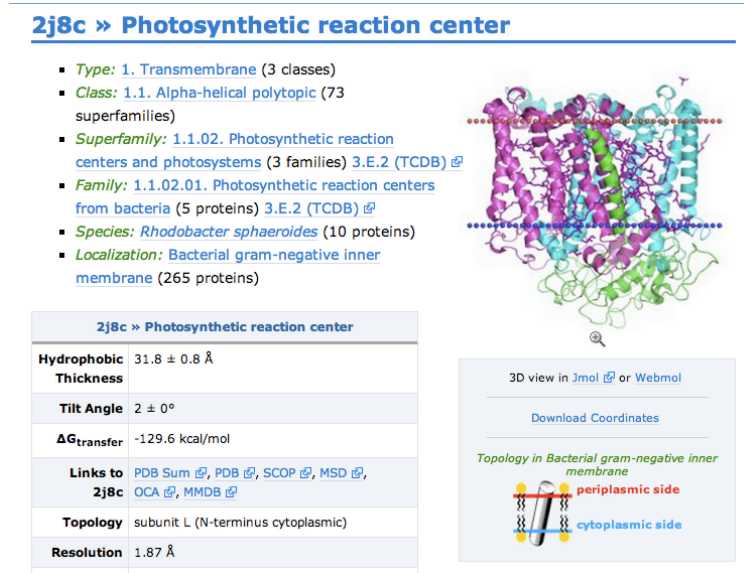 2j8c » Photosynthetic reaction center
Type: 1. Transmembrane (3 classes)
Class: 1.1. Alpha-helical polytopic (73
superfamilies)
Superfamily: 1.1.02. Photosynthetic reaction
centers and photosystems (3 families) 3.E.2 (TCDB)
Family: 1.1.02.01. Photosynthetic reaction centers
from bacteria (5 proteins) 3.E.2 (TCDB)
Species: Rhodobacter sphaeroides (10 proteins)
Localization: Bacterial gram-negative inner
membrane (265 proteins)
2j8c » Photosynthetic reaction center
Hydrophobic Thickness 31.8 ± 0.8 Å
Tilt Angle 2 ± 0°
ΔGtransfer -129.6 kcal/mol
Links to 2j8c PDB Sum, PDB, SCOP, MSD,
OCA, MMDB
Topology subunit L (N-terminus cytoplasmic)
Resolution 1.87 Å
3D view in Jmol or Webmol
Download Coordinates
Topology in Bacterial gram-negative inner
membrane
periplasmic side
cytoplasmic side